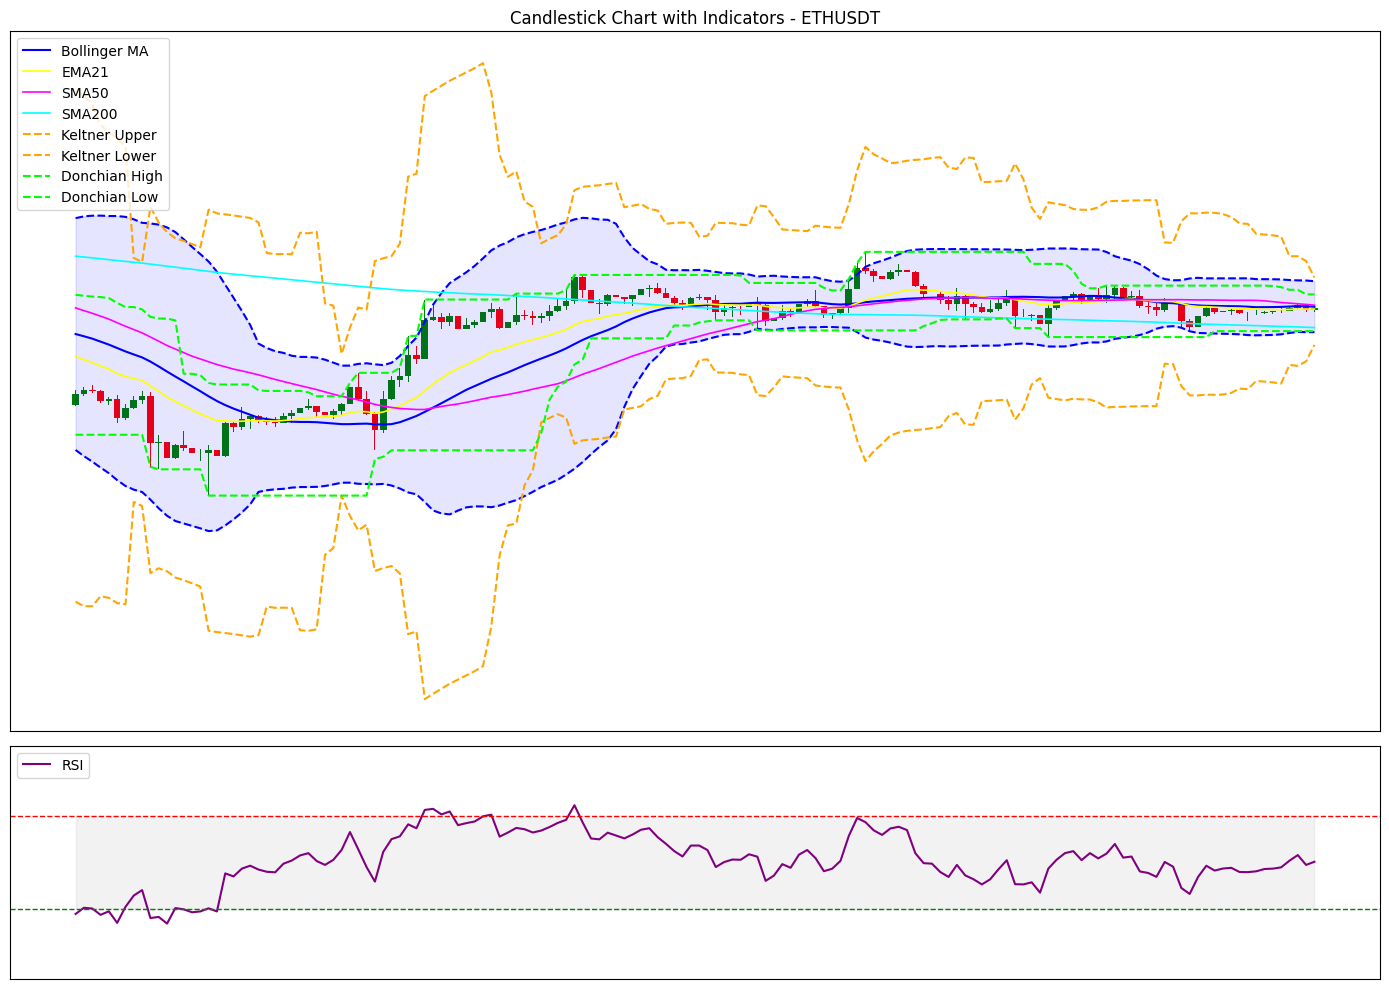 Candlestick Chart with Indicators - ETHUSDT
Bollinger MA
EMA21
SMA50
SMA200
Keltner Upper
Keltner Lower
Donchian High
Donchian Low
RSI